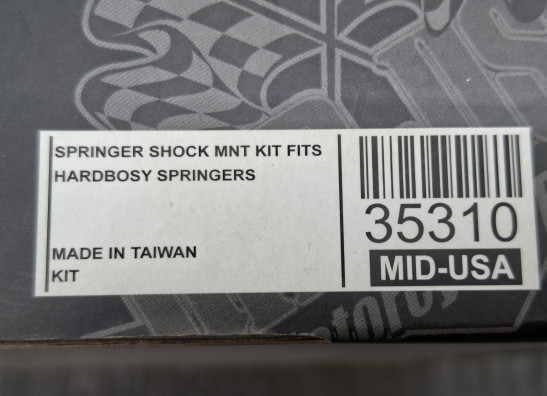 SPRINGER SHOCK MNT KIT FITS
HARDBOSY SPRINGERS
MADE IN TAIWAN
KIT
35310
MID-USA